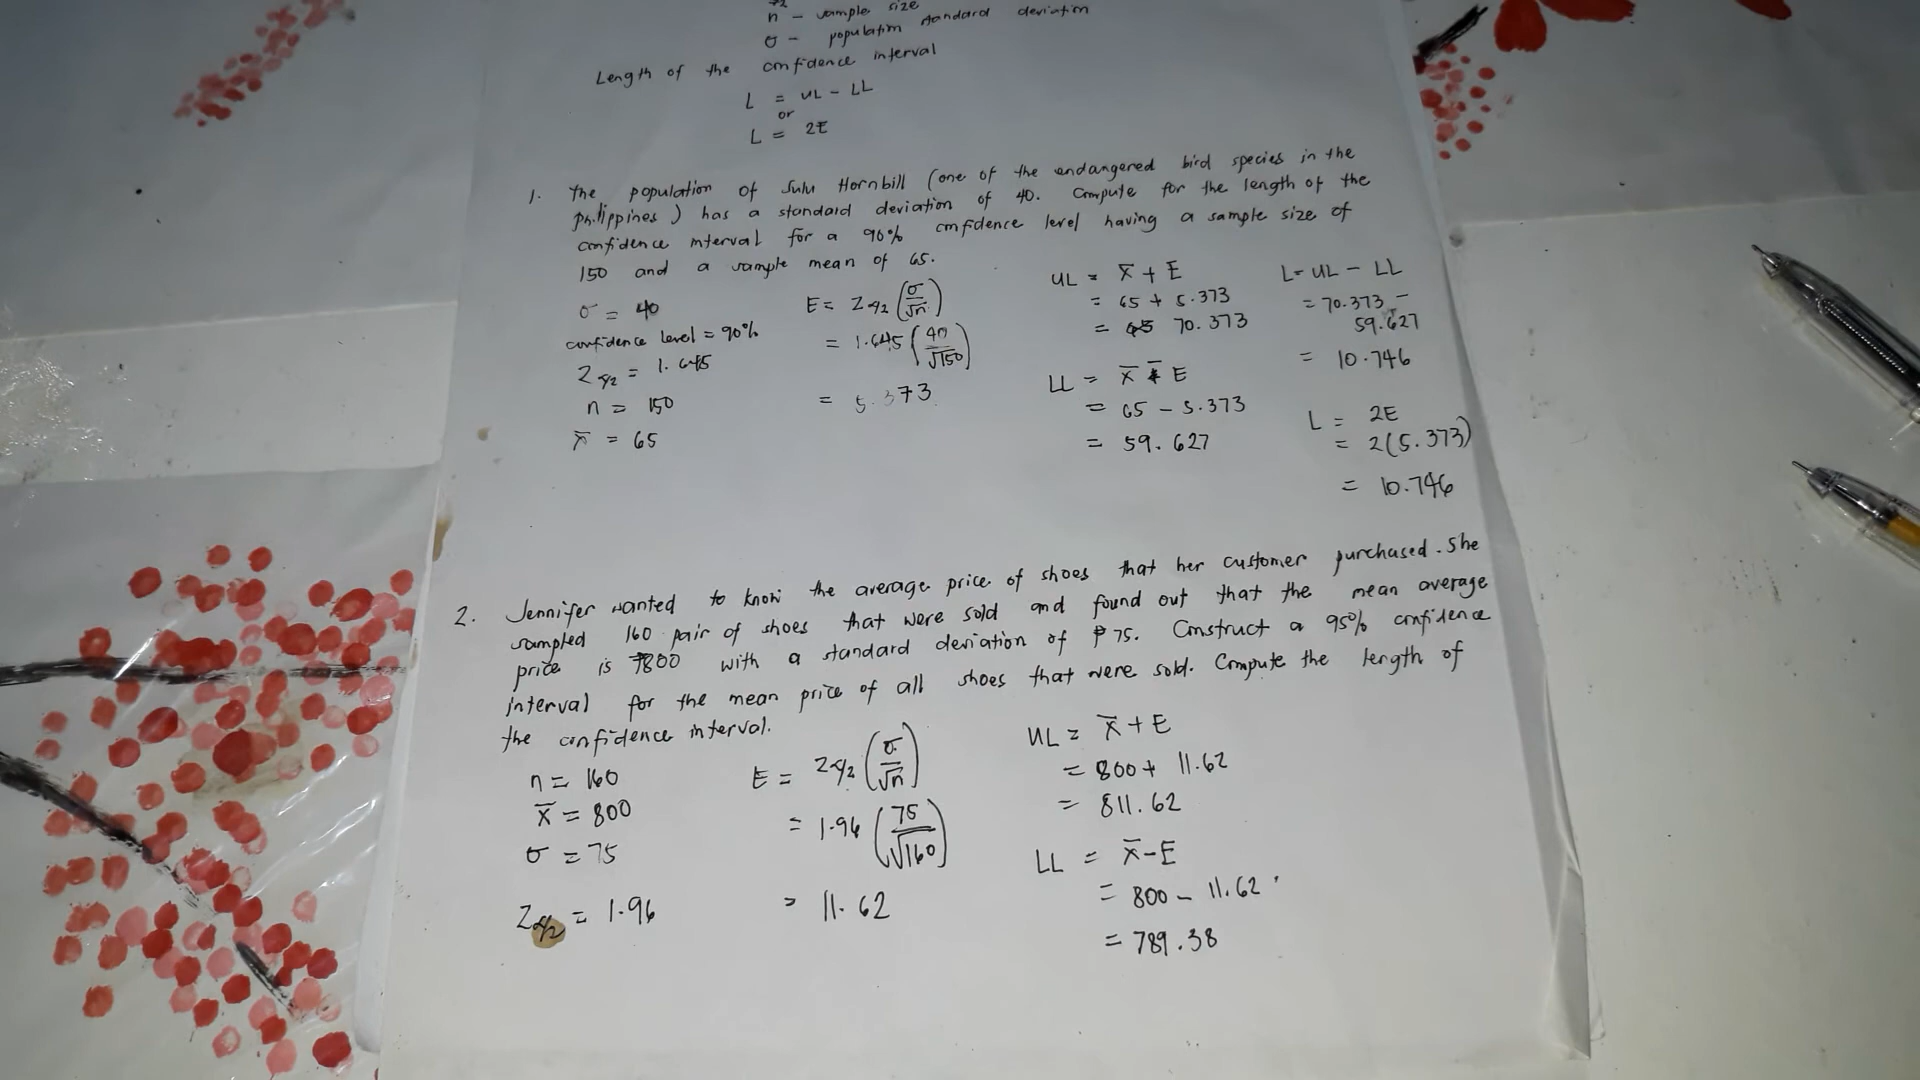 n - sample size
σ - population standard deviation
Length of the confidence interval
L = UL - LL
or
L = 2E
1. The population of Sulu Hornbill (one of the endangered bird species in the
Philippines) has a standard deviation of 40. Compute for the length of the
confidence interval for a 90% confidence level having a sample size of
150 and a sample mean of 65.
σ = 40
confidence level = 90%
Zα/2 = 1.645
n = 150
x̄ = 65
E = Zα/2 (σ/√n)
= 1.645 (40/√150)
= 5.373
UL = x̄ + E
= 65 + 5.373
= 70.373
LL = x̄ - E
= 65 - 5.373
= 59.627
L = UL - LL
= 70.373 -
59.627
= 10.746
L = 2E
= 2(5.373)
= 10.746
2. Jennifer wanted to know the average price of shoes that her customer purchased. She
sampled 160 pair of shoes that were sold and found out that the mean average
price is ₱800 with a standard deviation of ₱75. Construct a 95% confidence
interval for the mean price of all shoes that were sold. Compute the length of
the confidence interval.
n = 160
x̄ = 800
σ = 75
Zα/2 = 1.96
E = Zα/2 (σ/√n)
= 1.96 (75/√160)
= 11.62
UL = x̄ + E
= 800 + 11.62
= 811.62
LL = x̄ - E
= 800 - 11.62
= 789.38